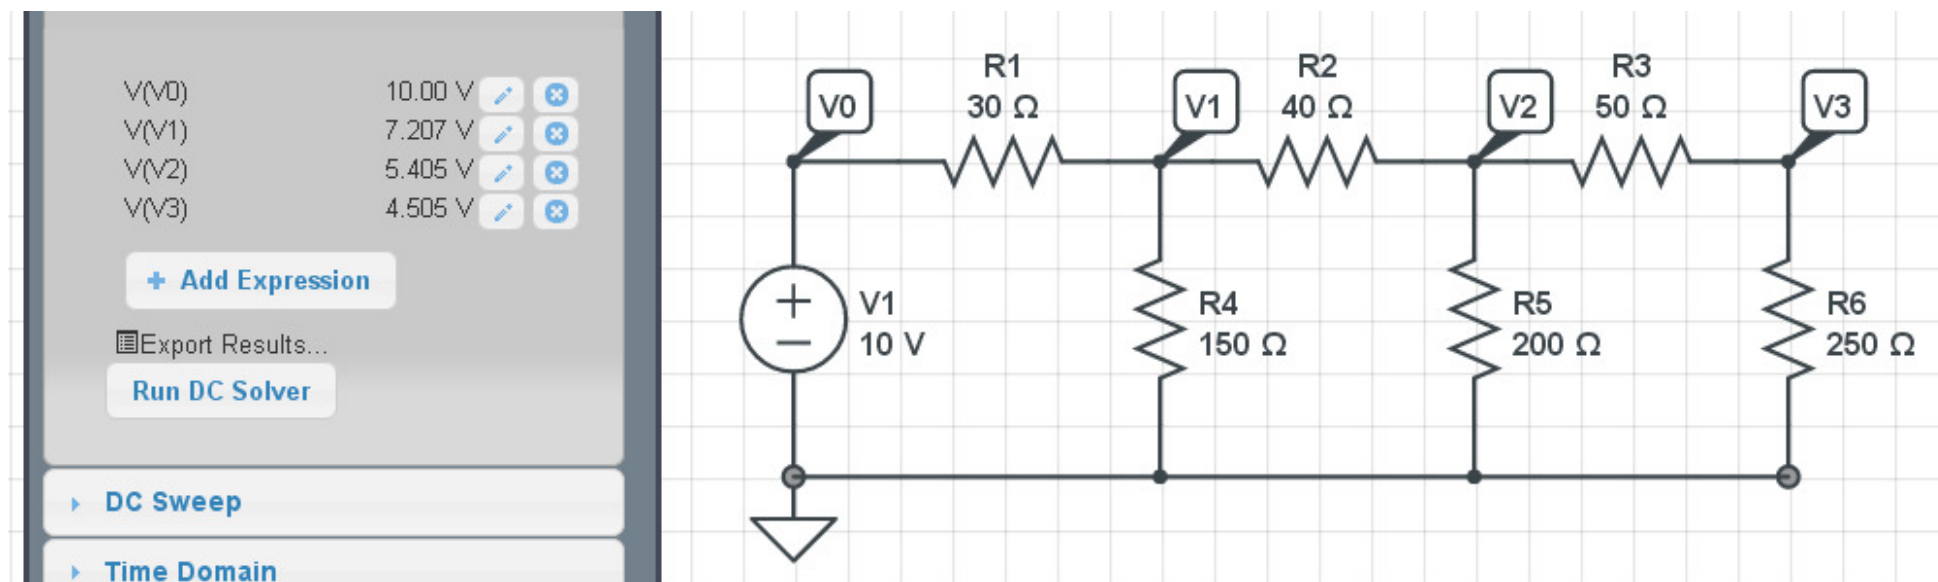 V(V0) 10.00 V
V(V1) 7.207 V
V(V2) 5.405 V
V(V3) 4.505 V
+ Add Expression
Export Results...
Run DC Solver
DC Sweep
Time Domain
V0
R1
30 Ω
V1
R2
40 Ω
V2
R3
50 Ω
V3
V1
10 V
R4
150 Ω
R5
200 Ω
R6
250 Ω